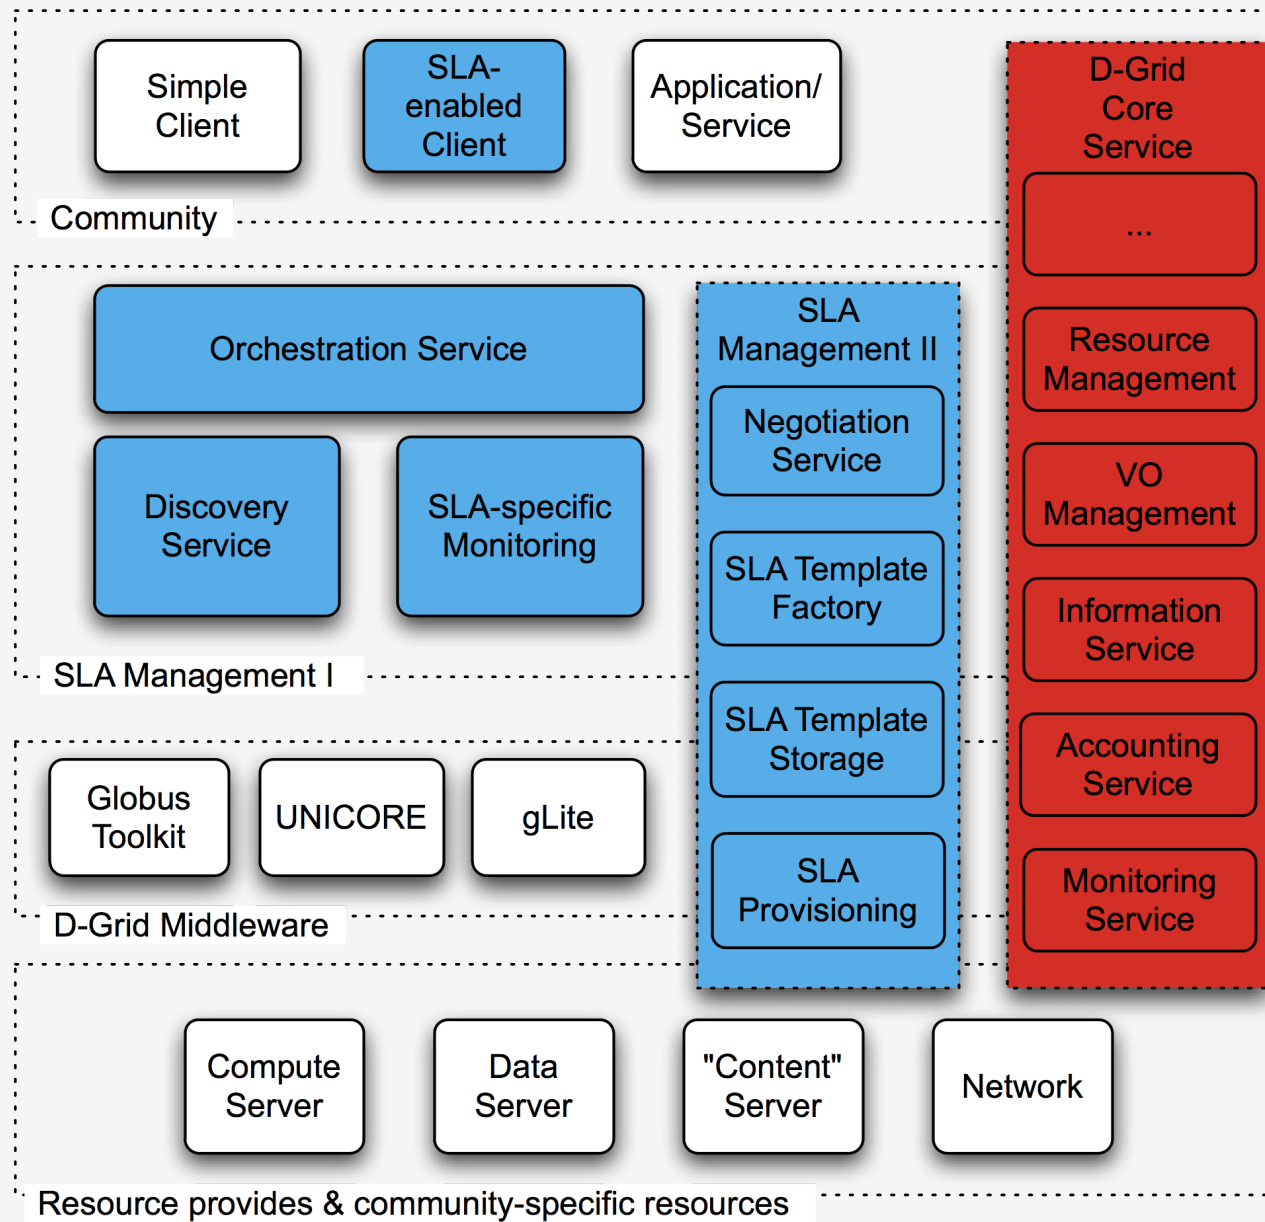 Simple
Client
SLA-
enabled
Client
Application/
Service
Community
D-Grid
Core
Service
...
Resource
Management
VO
Management
Information
Service
Accounting
Service
Monitoring
Service
Orchestration Service
Discovery
Service
SLA-specific
Monitoring
SLA Management I
SLA
Management II
Negotiation
Service
SLA Template
Factory
SLA Template
Storage
SLA
Provisioning
Globus
Toolkit
UNICORE
gLite
D-Grid Middleware
Compute
Server
Data
Server
"Content"
Server
Network
Resource provides & community-specific resources